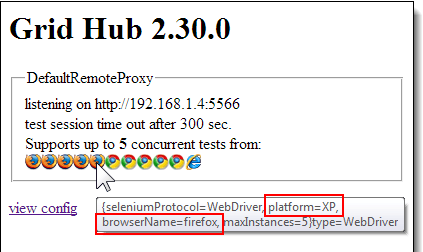 Grid Hub 2.30.0
DefaultRemoteProxy
listening on http://192.168.1.4:5566
test session time out after 300 sec.
Supports up to 5 concurrent tests from:
view config
{seleniumProtocol=WebDriver, platform=XP,
browserName=firefox, maxInstances=5}type=WebDriver